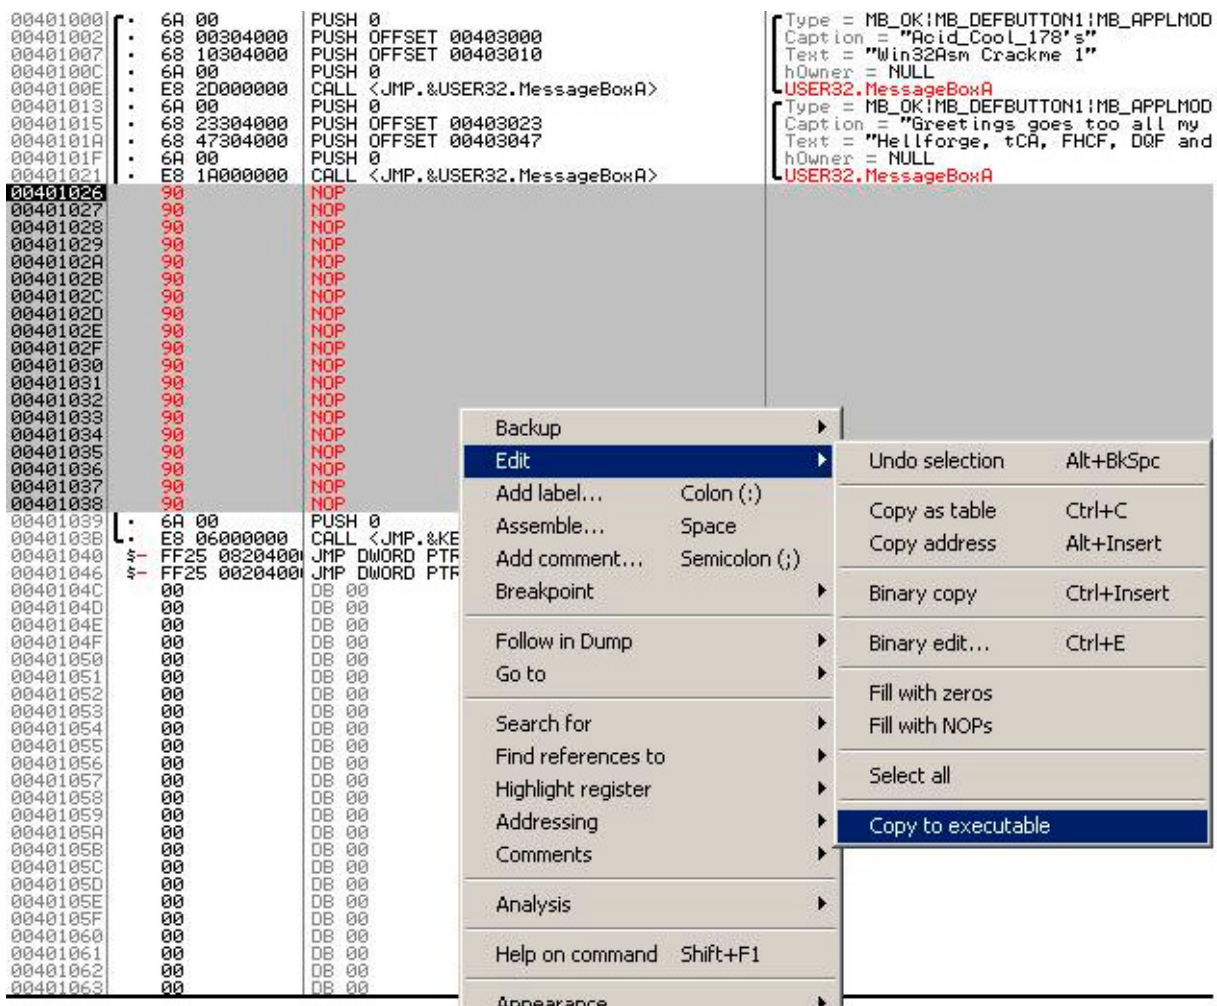 00401000 . 6A 00 PUSH 0 Type = MB_OK|MB_DEFBUTTON1|MB_APPLMOD
00401002 . 68 00304000 PUSH OFFSET 00403000 Caption = "Acid_Cool_178's"
00401007 . 68 10304000 PUSH OFFSET 00403010 Text = "Win32Asm Crackme 1"
0040100C . 6A 00 PUSH 0 hOwner = NULL
0040100E . E8 2D000000 CALL <JMP.&USER32.MessageBoxA> USER32.MessageBoxA
00401013 . 6A 00 PUSH 0 Type = MB_OK|MB_DEFBUTTON1|MB_APPLMOD
00401015 . 68 23304000 PUSH OFFSET 00403023 Caption = "Greetings goes too all my
0040101A . 68 47304000 PUSH OFFSET 00403047 Text = "Hellforge, tCA, FHCF, DQF and
0040101F . 6A 00 PUSH 0 hOwner = NULL
00401021 . E8 1A000000 CALL <JMP.&USER32.MessageBoxA> USER32.MessageBoxA
00401026 90 NOP
00401027 90 NOP
00401028 90 NOP
00401029 90 NOP
0040102A 90 NOP
0040102B 90 NOP
0040102C 90 NOP
0040102D 90 NOP
0040102E 90 NOP
0040102F 90 NOP
00401030 90 NOP
00401031 90 NOP
00401032 90 NOP
00401033 90 NOP
00401034 90 NOP
00401035 90 NOP
00401036 90 NOP
00401037 90 NOP
00401038 90 NOP
00401039 . 6A 00 PUSH 0
0040103B . E8 06000000 CALL <JMP.&KE
00401040 $- FF25 08204000 JMP DWORD PTR
00401046 $- FF25 00204000 JMP DWORD PTR
0040104C 00 DB 00
0040104D 00 DB 00
0040104E 00 DB 00
0040104F 00 DB 00
00401050 00 DB 00
00401051 00 DB 00
00401052 00 DB 00
00401053 00 DB 00
00401054 00 DB 00
00401055 00 DB 00
00401056 00 DB 00
00401057 00 DB 00
00401058 00 DB 00
00401059 00 DB 00
0040105A 00 DB 00
0040105B 00 DB 00
0040105C 00 DB 00
0040105D 00 DB 00
0040105E 00 DB 00
0040105F 00 DB 00
00401060 00 DB 00
00401061 00 DB 00
00401062 00 DB 00
00401063 00 DB 00
Backup
Edit
Add label... Colon (:)
Assemble... Space
Add comment... Semicolon (;)
Breakpoint
Follow in Dump
Go to
Search for
Find references to
Highlight register
Addressing
Comments
Analysis
Help on command Shift+F1
Appearance
Undo selection Alt+BkSpc
Copy as table Ctrl+C
Copy address Alt+Insert
Binary copy Ctrl+Insert
Binary edit... Ctrl+E
Fill with zeros
Fill with NOPs
Select all
Copy to executable